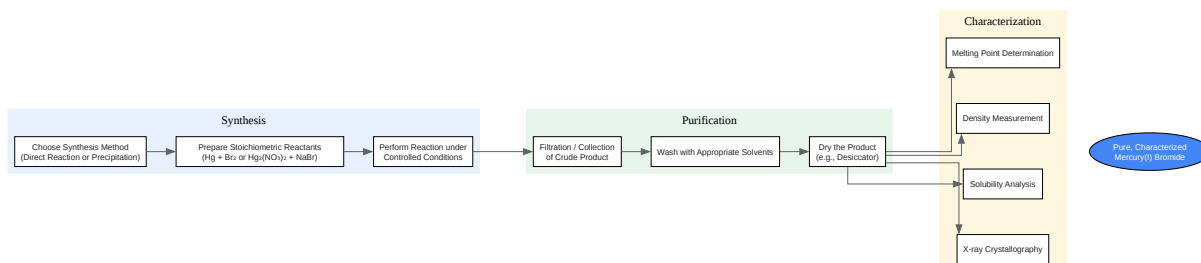 Synthesis
Choose Synthesis Method
(Direct Reaction or Precipitation)
Prepare Stoichiometric Reactants
(Hg + Br₂ or Hg₂(NO₃)₂ + NaBr)
Perform Reaction under
Controlled Conditions
Purification
Filtration / Collection
of Crude Product
Wash with Appropriate Solvents
Dry the Product
(e.g., Desiccator)
Characterization
Melting Point Determination
Density Measurement
Solubility Analysis
X-ray Crystallography
Pure, Characterized
Mercury(I) Bromide